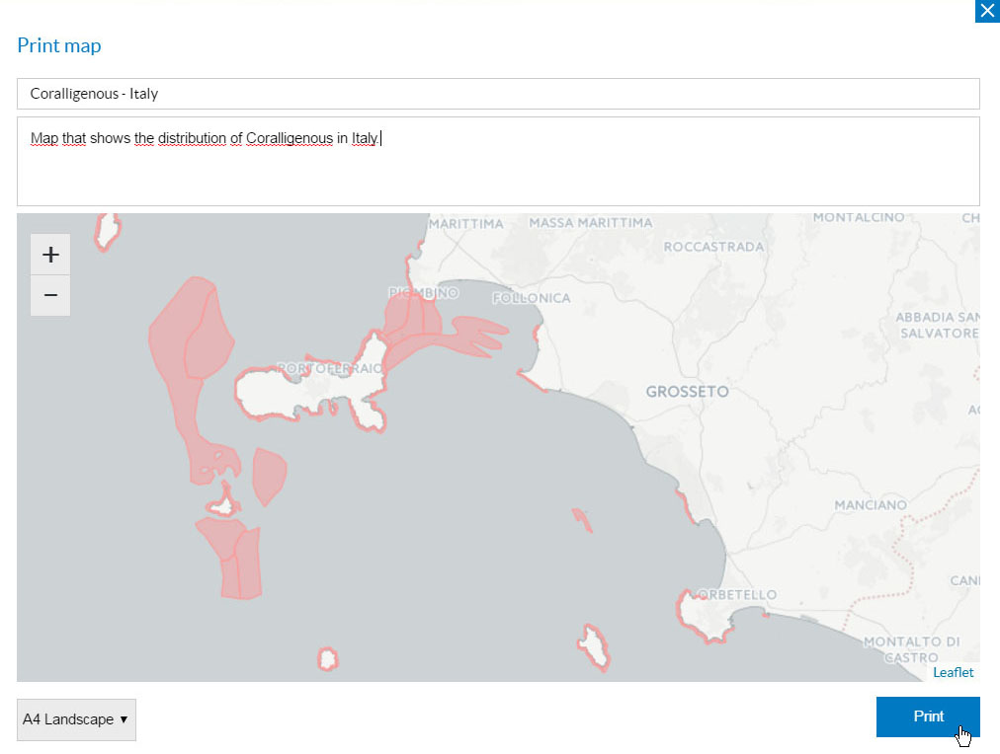 Print map
Coralligenous - Italy
Map that shows the distribution of Coralligenous in Italy.
+
−
MARITTIMA
MASSA MARITTIMA
MONTALCINO
CH
ROCCASTRADA
PIOMBINO
FOLLONICA
ABBADIA SAN
SALVATORE
PORTOFERRAIO
GROSSETO
MANCIANO
CANI
ORBETELLO
MONTALTO DI
CASTRO
Leaflet
A4 Landscape ▼
Print